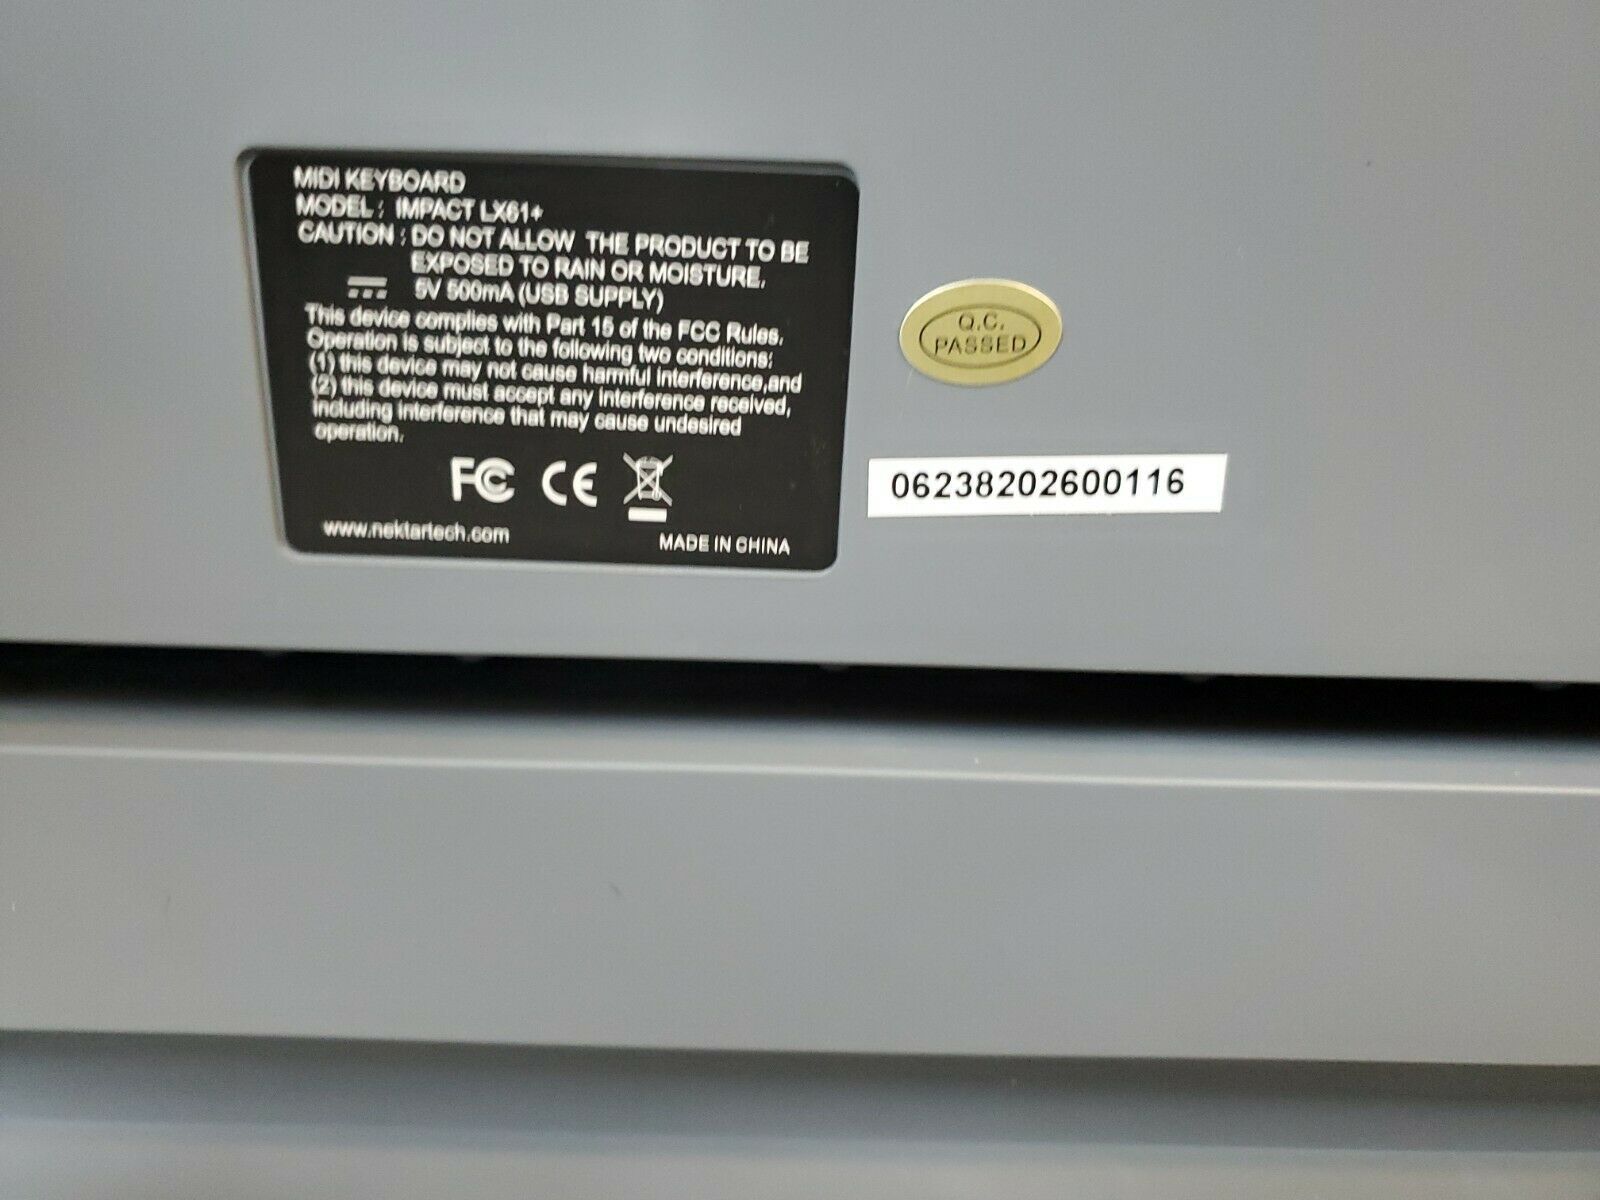 MIDI KEYBOARD
MODEL : IMPACT LX61+
CAUTION : DO NOT ALLOW THE PRODUCT TO BE
EXPOSED TO RAIN OR MOISTURE.
5V 500mA (USB SUPPLY)
This device complies with Part 15 of the FCC Rules.
Operation is subject to the following two conditions:
(1) this device may not cause harmful interference,and
(2) this device must accept any interference received,
including interference that may cause undesired
operation.
FC CE
www.nektartech.com
MADE IN CHINA
Q.C.
PASSED
06238202600116